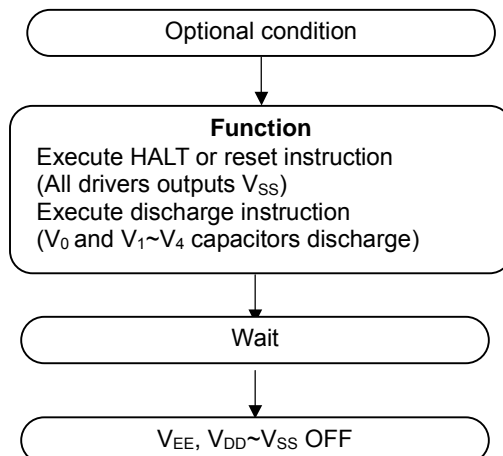 Optional condition
Function
Execute HALT or reset instruction
(All drivers outputs VSS)
Execute discharge instruction
(V0 and V1~V4 capacitors discharge)
Wait
VEE, VDD~VSS OFF